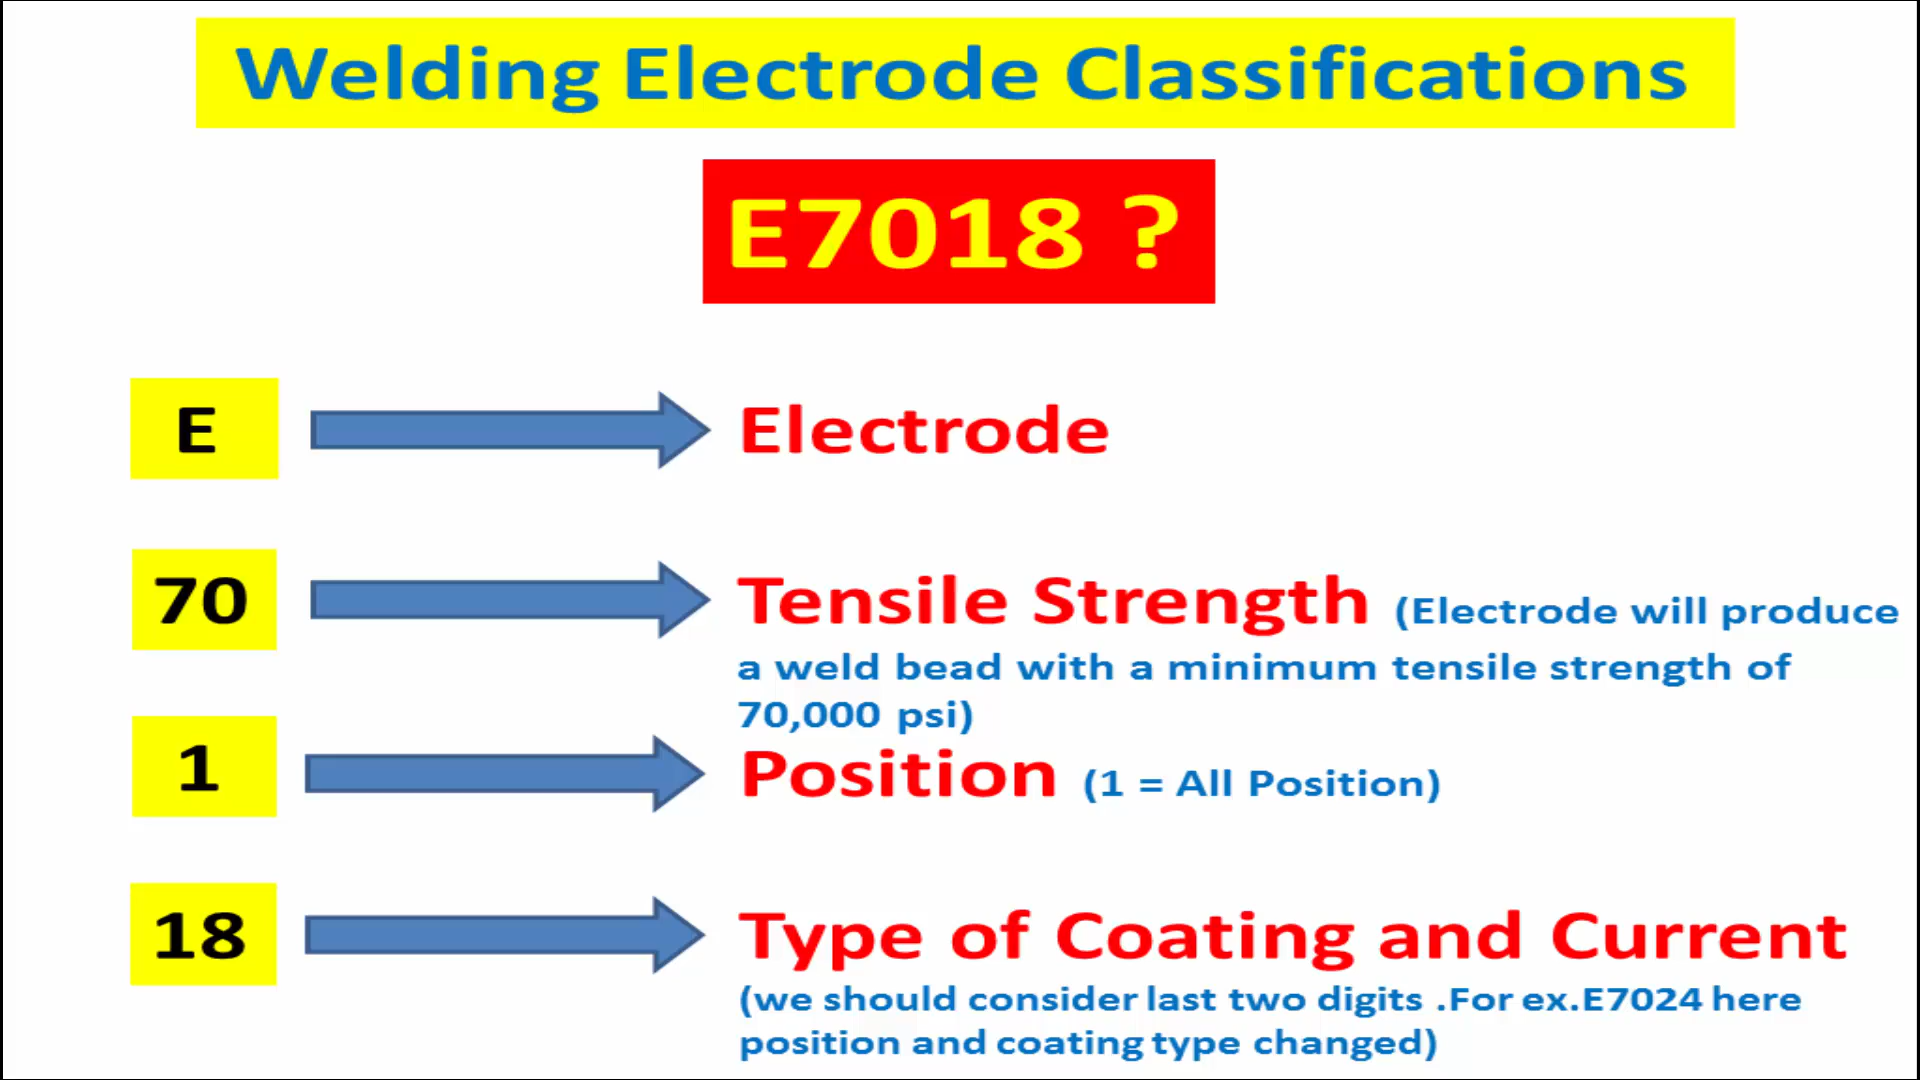 Welding Electrode Classifications
E7018 ?
E
Electrode
70
Tensile Strength (Electrode will produce
a weld bead with a minimum tensile strength of
70,000 psi)
1
Position (1 = All Position)
18
Type of Coating and Current
(we should consider last two digits .For ex.E7024 here
position and coating type changed)